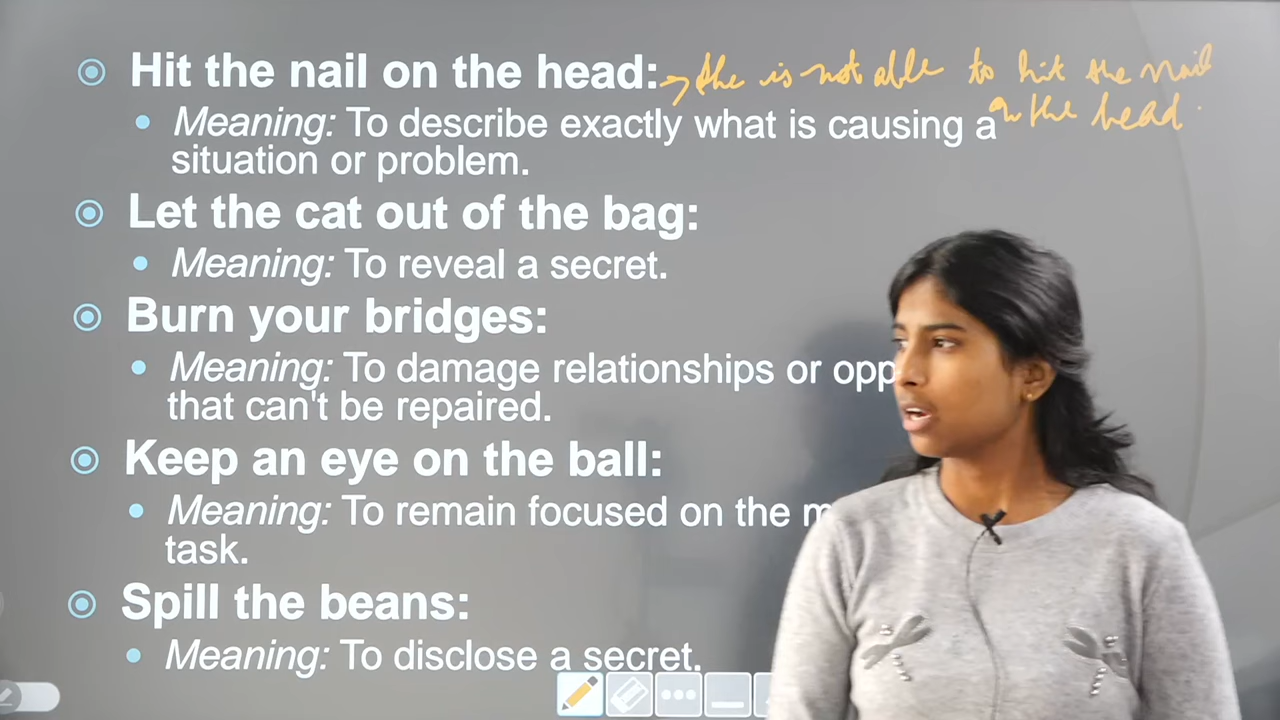 Hit the nail on the head: → she is not able to hit the nail
on the head.
Meaning: To describe exactly what is causing a
situation or problem.
Let the cat out of the bag:
Meaning: To reveal a secret.
Burn your bridges:
Meaning: To damage relationships or opp
that can't be repaired.
Keep an eye on the ball:
Meaning: To remain focused on the m
task.
Spill the beans:
Meaning: To disclose a secret.